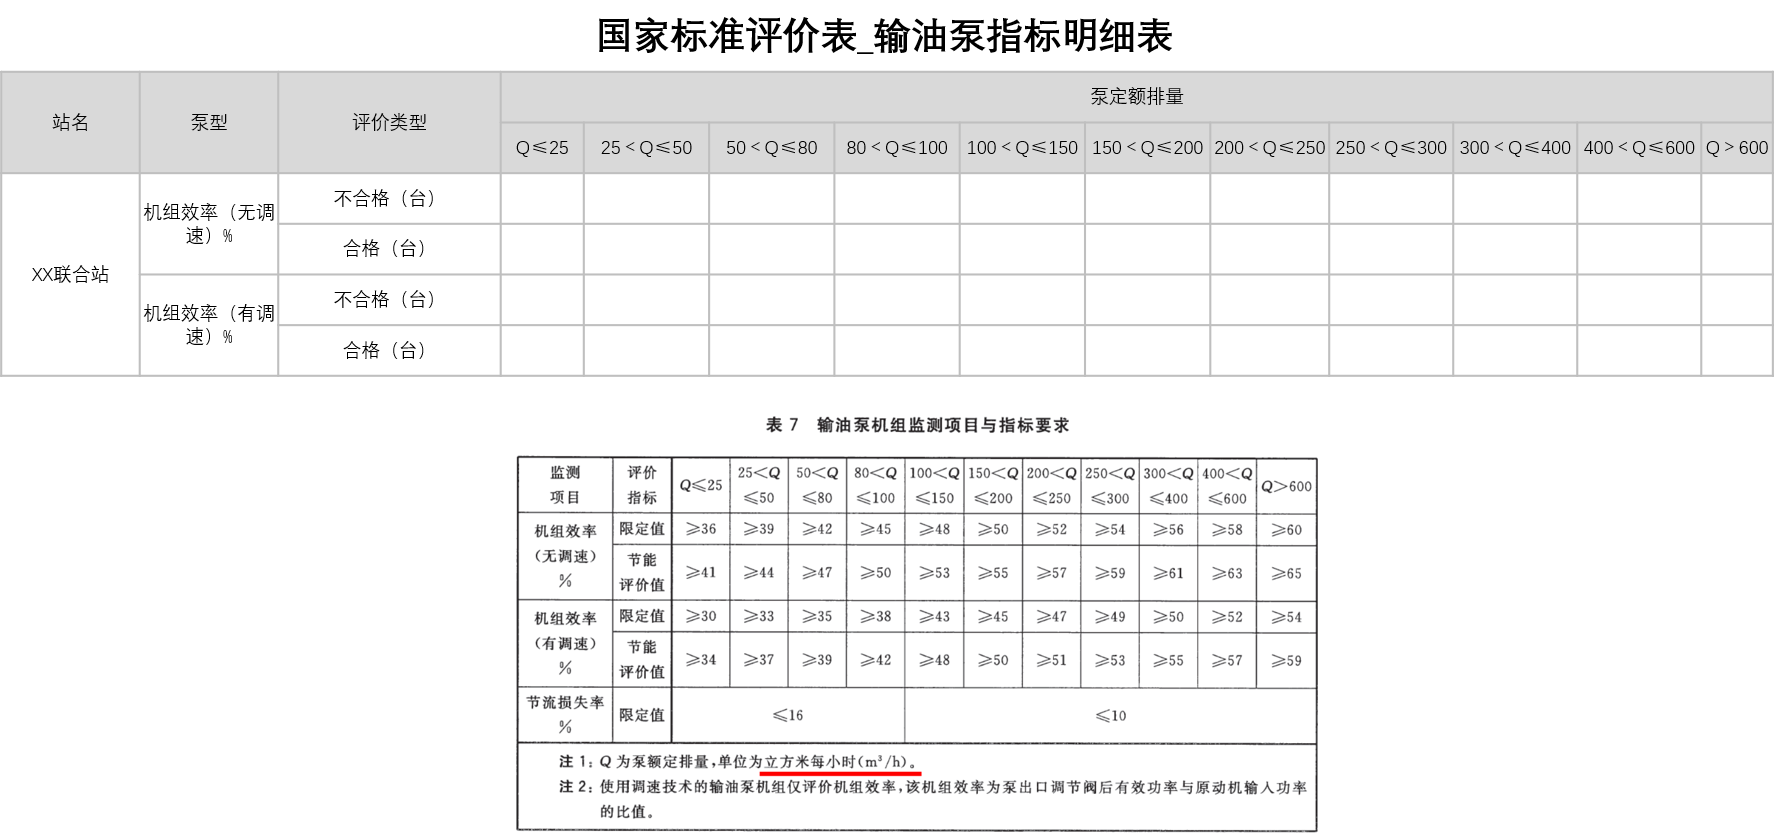 国家标准评价表_输油泵指标明细表
站名 泵型 评价类型 泵定额排量
Q≤25 25＜Q≤50 50＜Q≤80 80＜Q≤100 100＜Q≤150 150＜Q≤200 200＜Q≤250 250＜Q≤300 300＜Q≤400 400＜Q≤600 Q＞600
XX联合站
机组效率（无调
速）%
不合格（台）
合格（台）
机组效率（有调
速）%
不合格（台）
合格（台）
表 7 输油泵机组监测项目与指标要求
监测
项目
评价
指标
Q≤25
25＜Q
≤50
50＜Q
≤80
80＜Q
≤100
100＜Q
≤150
150＜Q
≤200
200＜Q
≤250
250＜Q
≤300
300＜Q
≤400
400＜Q
≤600
Q＞600
机组效率
（无调速）
%
限定值 ≥36 ≥39 ≥42 ≥45 ≥48 ≥50 ≥52 ≥54 ≥56 ≥58 ≥60
节能
评价值
≥41 ≥44 ≥47 ≥50 ≥53 ≥55 ≥57 ≥59 ≥61 ≥63 ≥65
机组效率
（有调速）
%
限定值 ≥30 ≥33 ≥35 ≥38 ≥43 ≥45 ≥47 ≥49 ≥50 ≥52 ≥54
节能
评价值
≥34 ≥37 ≥39 ≥42 ≥48 ≥50 ≥51 ≥53 ≥55 ≥57 ≥59
节流损失率
%
限定值 ≤16 ≤10
注 1：Q 为泵额定排量，单位为立方米每小时(m³/h)。
注 2：使用调速技术的输油泵机组仅评价机组效率，该机组效率为泵出口调节阀后有效功率与原动机输入功率
的比值。